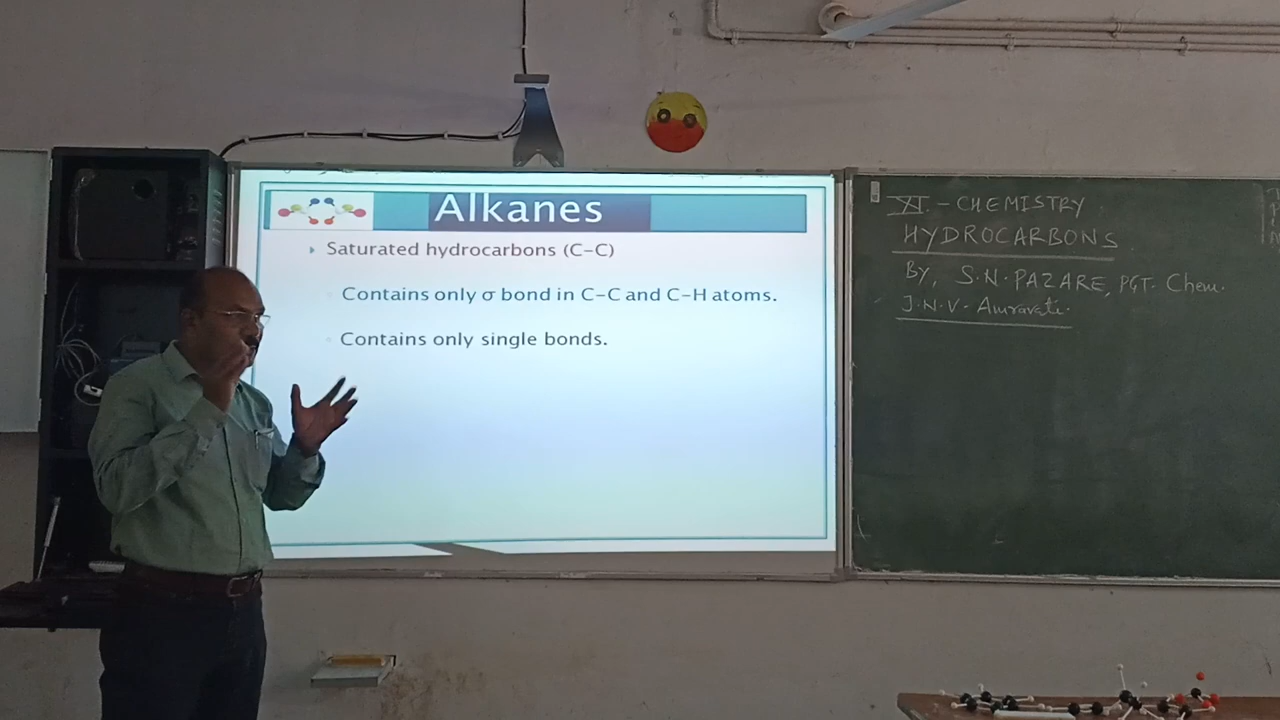 Alkanes
Saturated hydrocarbons (C-C)
Contains only σ bond in C-C and C-H atoms.
Contains only single bonds.
XI - CHEMISTRY
HYDROCARBONS
By, S.N. PAZARE, PGT. Chem.
J.N.V. Amravati.